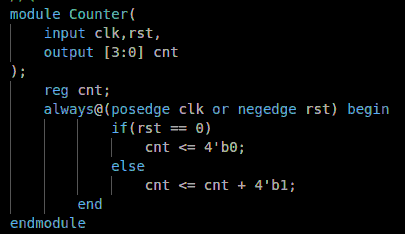 module Counter(
input clk,rst,
output [3:0] cnt
);
reg cnt;
always@(posedge clk or negedge rst) begin
if(rst == 0)
cnt <= 4'b0;
else
cnt <= cnt + 4'b1;
end
endmodule